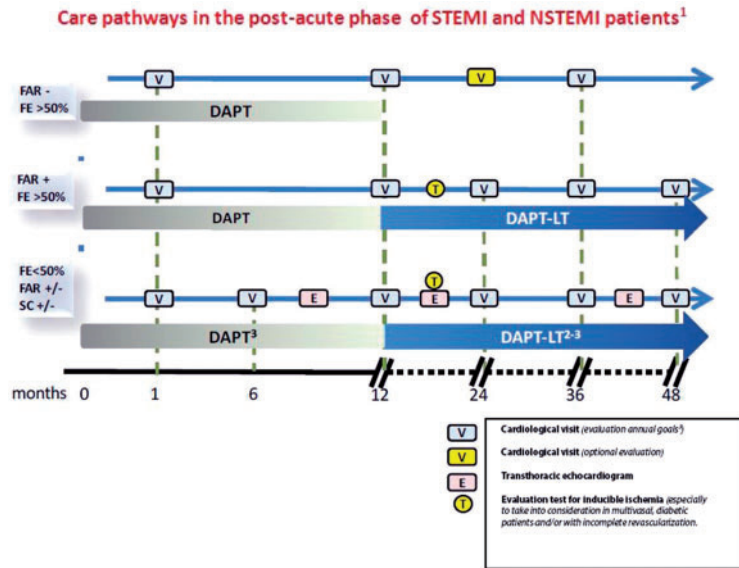 Care pathways in the post-acute phase of STEMI and NSTEMI patients¹
V V V V
FAR -
FE >50%
DAPT
FAR +
FE >50%
V V T V V V
DAPT DAPT-LT
FE<50%
FAR +/-
SC +/-
T
V V E V E V V E V
DAPT³ DAPT-LT²⁻³
months 0 1 6 12 24 36 48
V Cardiological visit (evaluation annual goals⁴)
V Cardiological visit (optional evaluation)
E Transthoracic echocardiogram
T Evaluation test for inducible ischemia (especially
to take into consideration in multivasal, diabetic
patients and/or with incomplete revascularization.